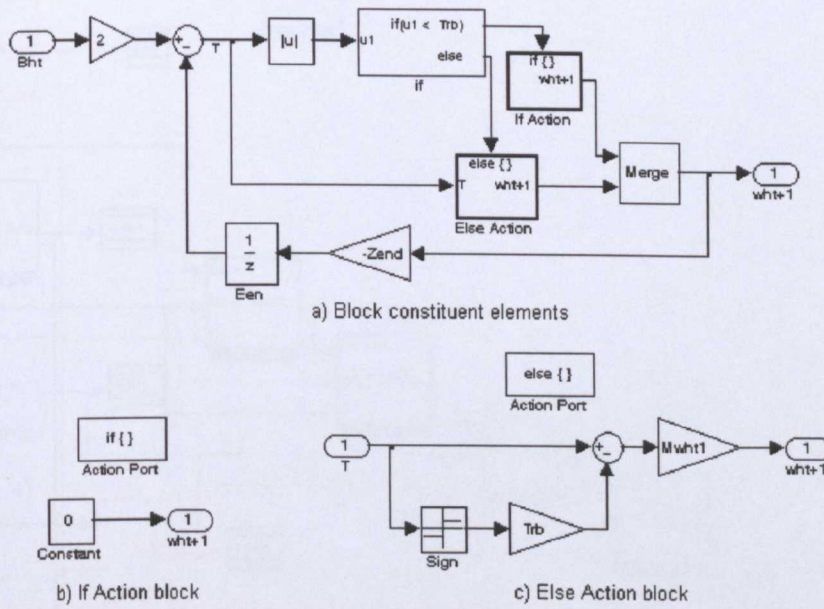 1
Bht
2
+
-
T
|u|
u1
if(u1 < Trb)
else
if
if { }
wht+1
If Action
else { }
T
wht+1
Else Action
Merge
1
wht+1
1
z
Een
-Zend
a) Block constituent elements
if { }
Action Port
0
Constant
1
wht+1
b) If Action block
else { }
Action Port
1
T
+
-
Mwht1
1
wht+1
Sign
Trb
c) Else Action block